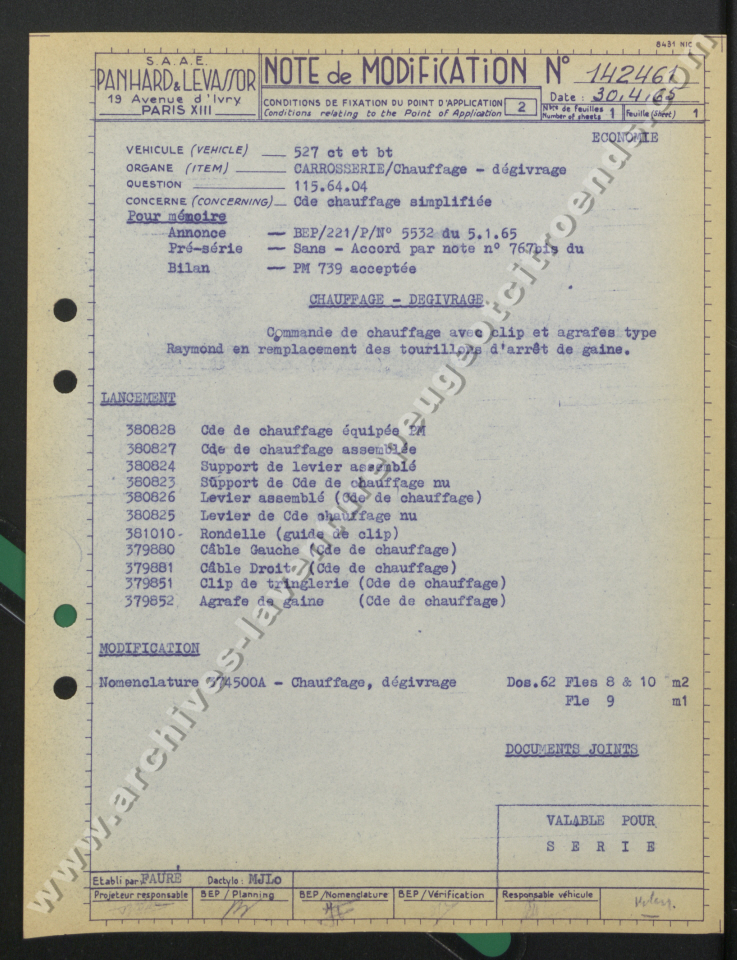 8431 NIC
S.A.A.E.
PANHARD & LEVASSOR
19 Avenue d'Ivry
PARIS XIII
NOTE de MODIFICATION N° 142461
Date : 30.4.65
CONDITIONS DE FIXATION DU POINT D'APPLICATION
Conditions relating to the Point of Application
2
Nbre de feuilles
Number of sheets 1
Feuille (Sheet) 1
ECONOMIE
VEHICULE (VEHICLE) 527 ct et bt
ORGANE (ITEM) CARROSSERIE/Chauffage - dégivrage
QUESTION 115.64.04
CONCERNE (CONCERNING) Cde chauffage simplifiée
Pour mémoire
Annonce - BEP/221/P/N° 5532 du 5.1.65
Pré-série - Sans - Accord par note n° 767bis du
Bilan - PM 739 acceptée
CHAUFFAGE - DEGIVRAGE
Commande de chauffage avec clip et agrafes type
Raymond en remplacement des tourillons d'arrêt de gaine.
LANCEMENT
380828 Cde de chauffage équipée PM
380827 Cde de chauffage assemblée
380824 Support de levier assemblé
380823 Support de Cde de chauffage nu
380826 Levier assemblé (Cde de chauffage)
380825 Levier de Cde chauffage nu
381010 Rondelle (guide de clip)
379880 Câble Gauche (Cde de chauffage)
379881 Câble Droit (Cde de chauffage)
379851 Clip de tringlerie (Cde de chauffage)
379852 Agrafe de gaine (Cde de chauffage)
MODIFICATION
Nomenclature 374500A - Chauffage, dégivrage Dos.62 Fles 8 & 10 m2
Fle 9 m1
DOCUMENTS JOINTS
VALABLE POUR
SERIE
Etabli par FAURÉ Dactylo : MJLo
Projeteur responsable
BEP / Planning
BEP / Nomenclature
BEP / Vérification
Responsable véhicule
www.archives-laventurepeugeotcitroends.com